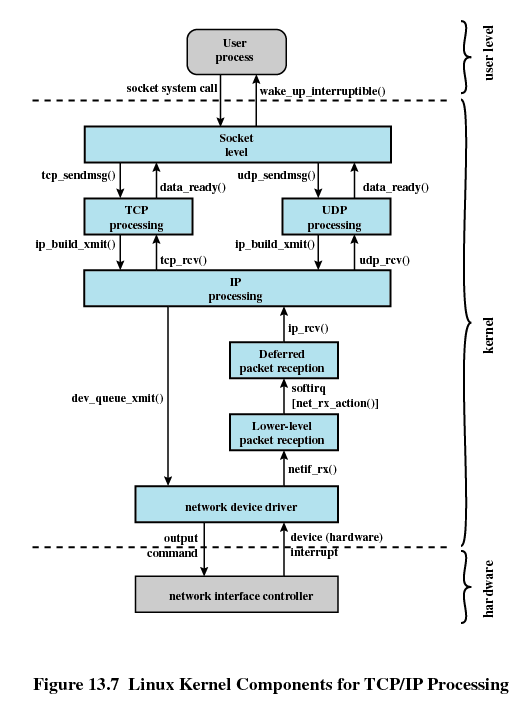 User
process
user level
socket system call
wake_up_interruptible()
Socket
level
tcp_sendmsg()
data_ready()
udp_sendmsg()
data_ready()
TCP
processing
UDP
processing
ip_build_xmit()
tcp_rcv()
ip_build_xmit()
udp_rcv()
IP
processing
kernel
ip_rcv()
Deferred
packet reception
dev_queue_xmit()
softirq
[net_rx_action()]
Lower-level
packet reception
netif_rx()
network device driver
output
command
device (hardware)
interrupt
network interface controller
hardware
Figure 13.7 Linux Kernel Components for TCP/IP Processing